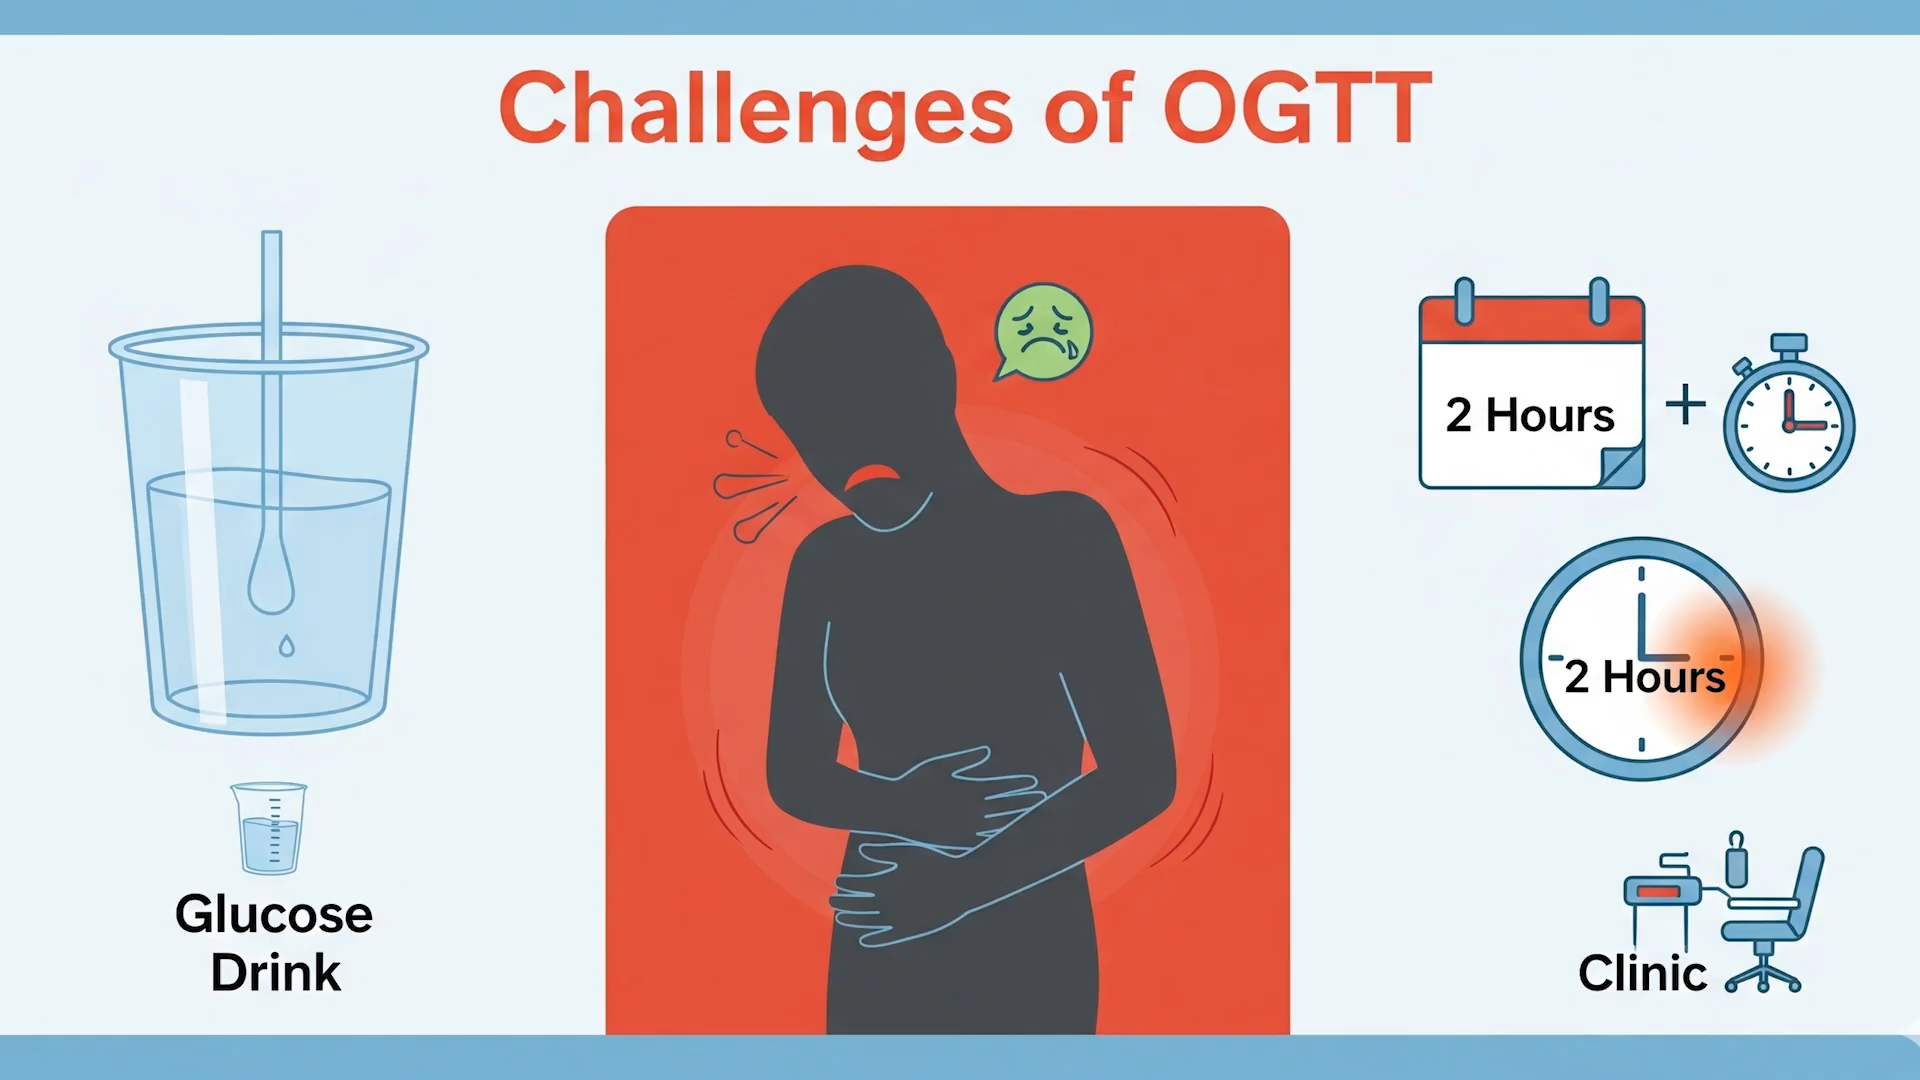 Challenges of OGTT
Glucose
Drink
2 Hours
2 Hours
Clinic